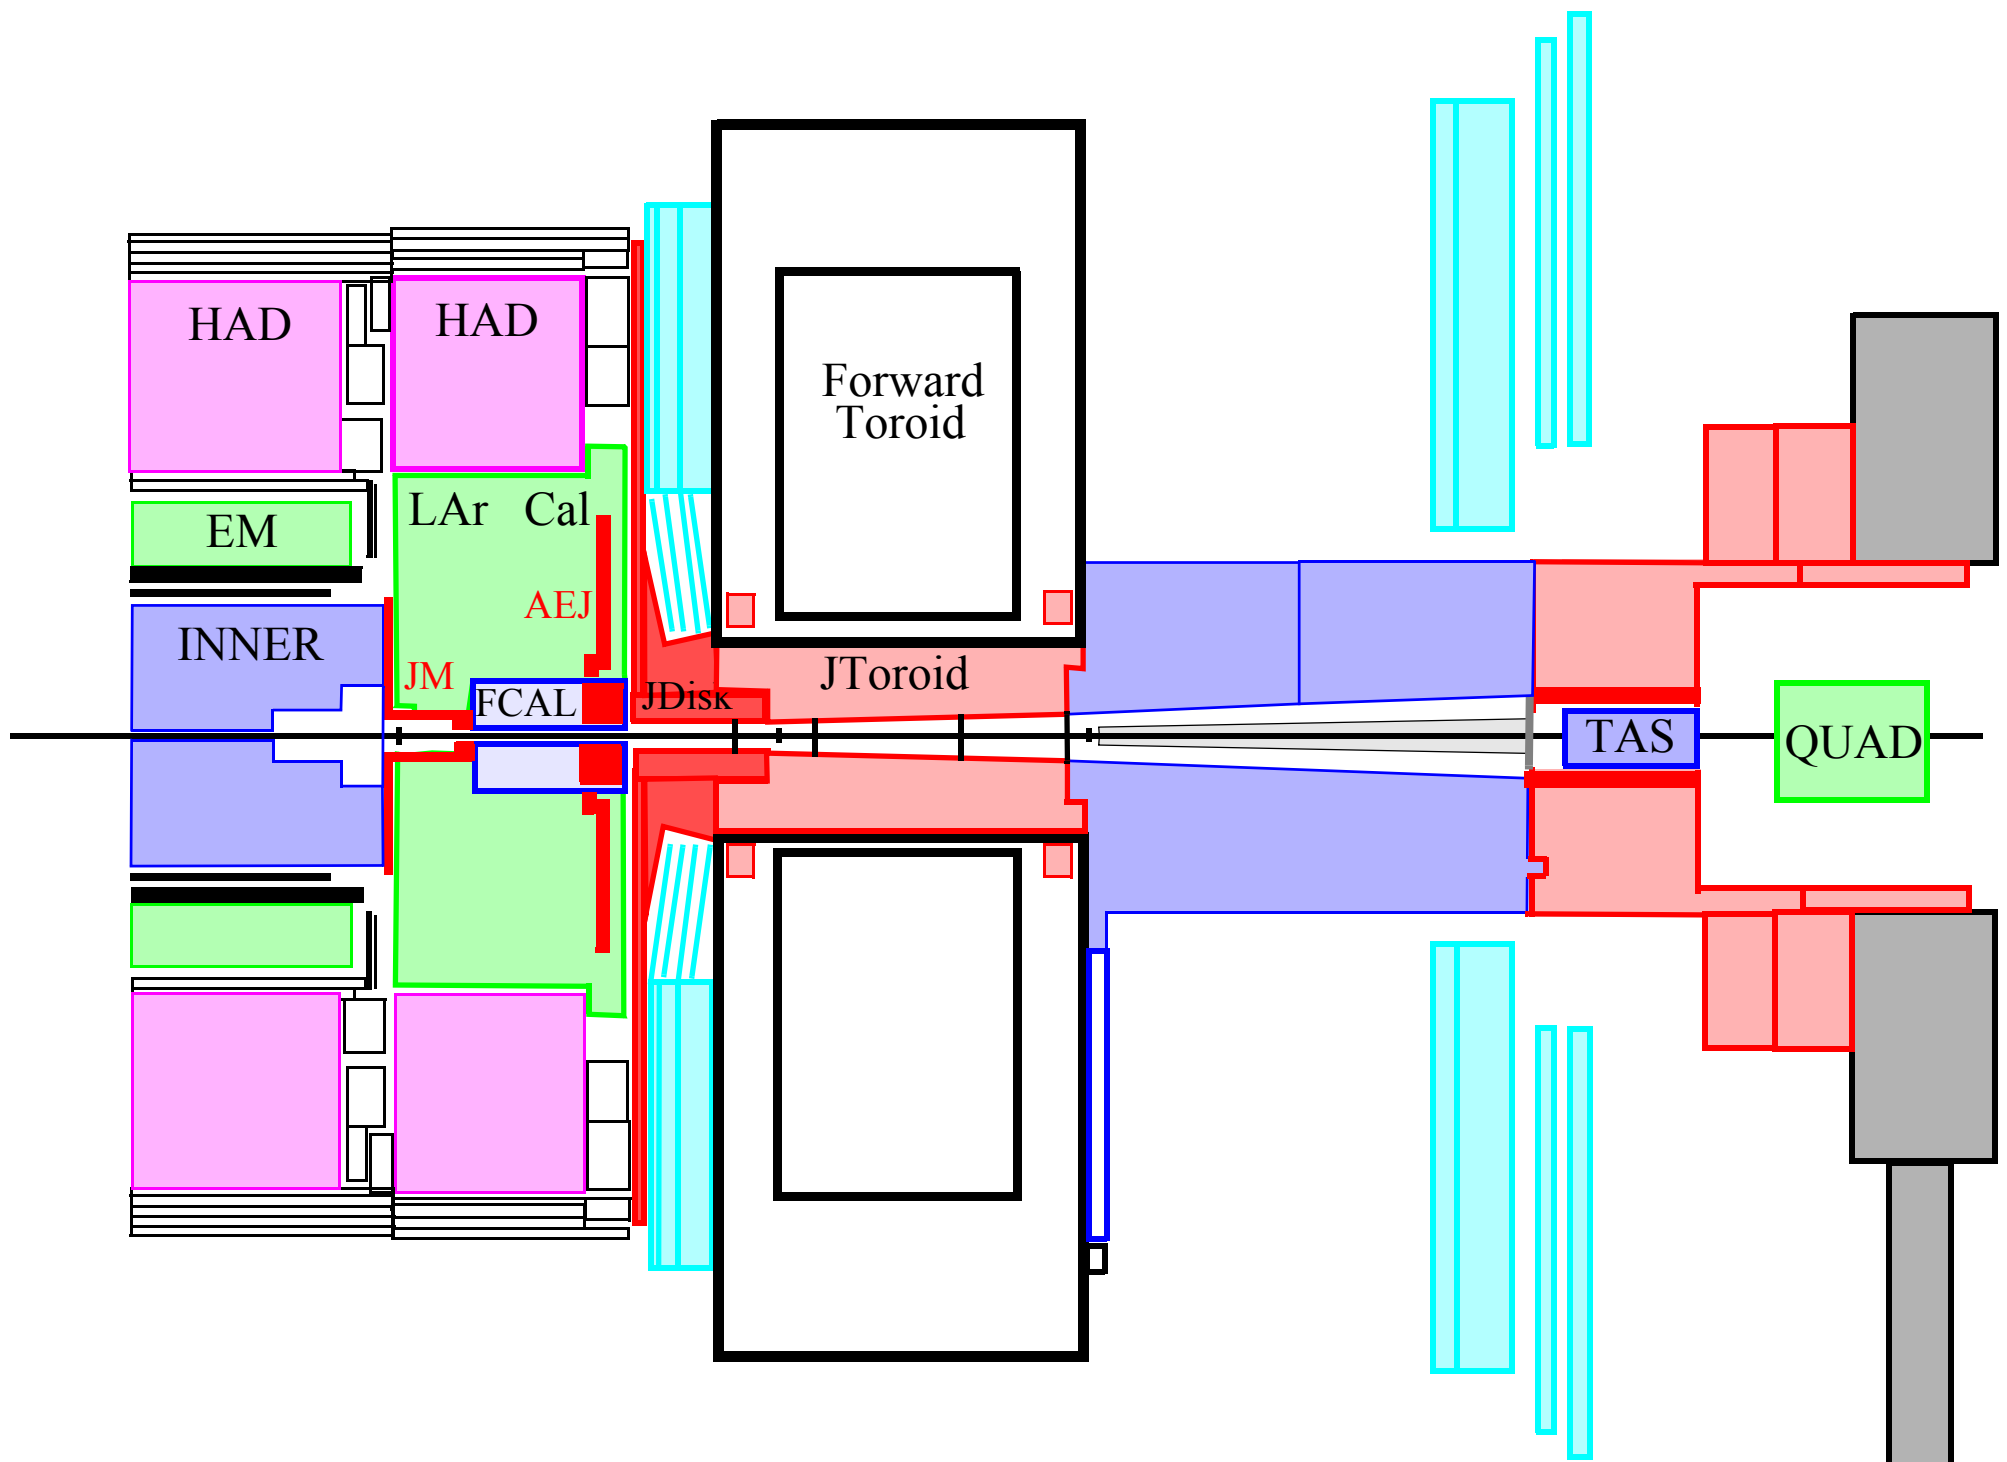 HAD
HAD
Forward
Toroid
LAr Cal
EM
AEJ
INNER
JM
JToroid
FCAL
JDisk
TAS
QUAD